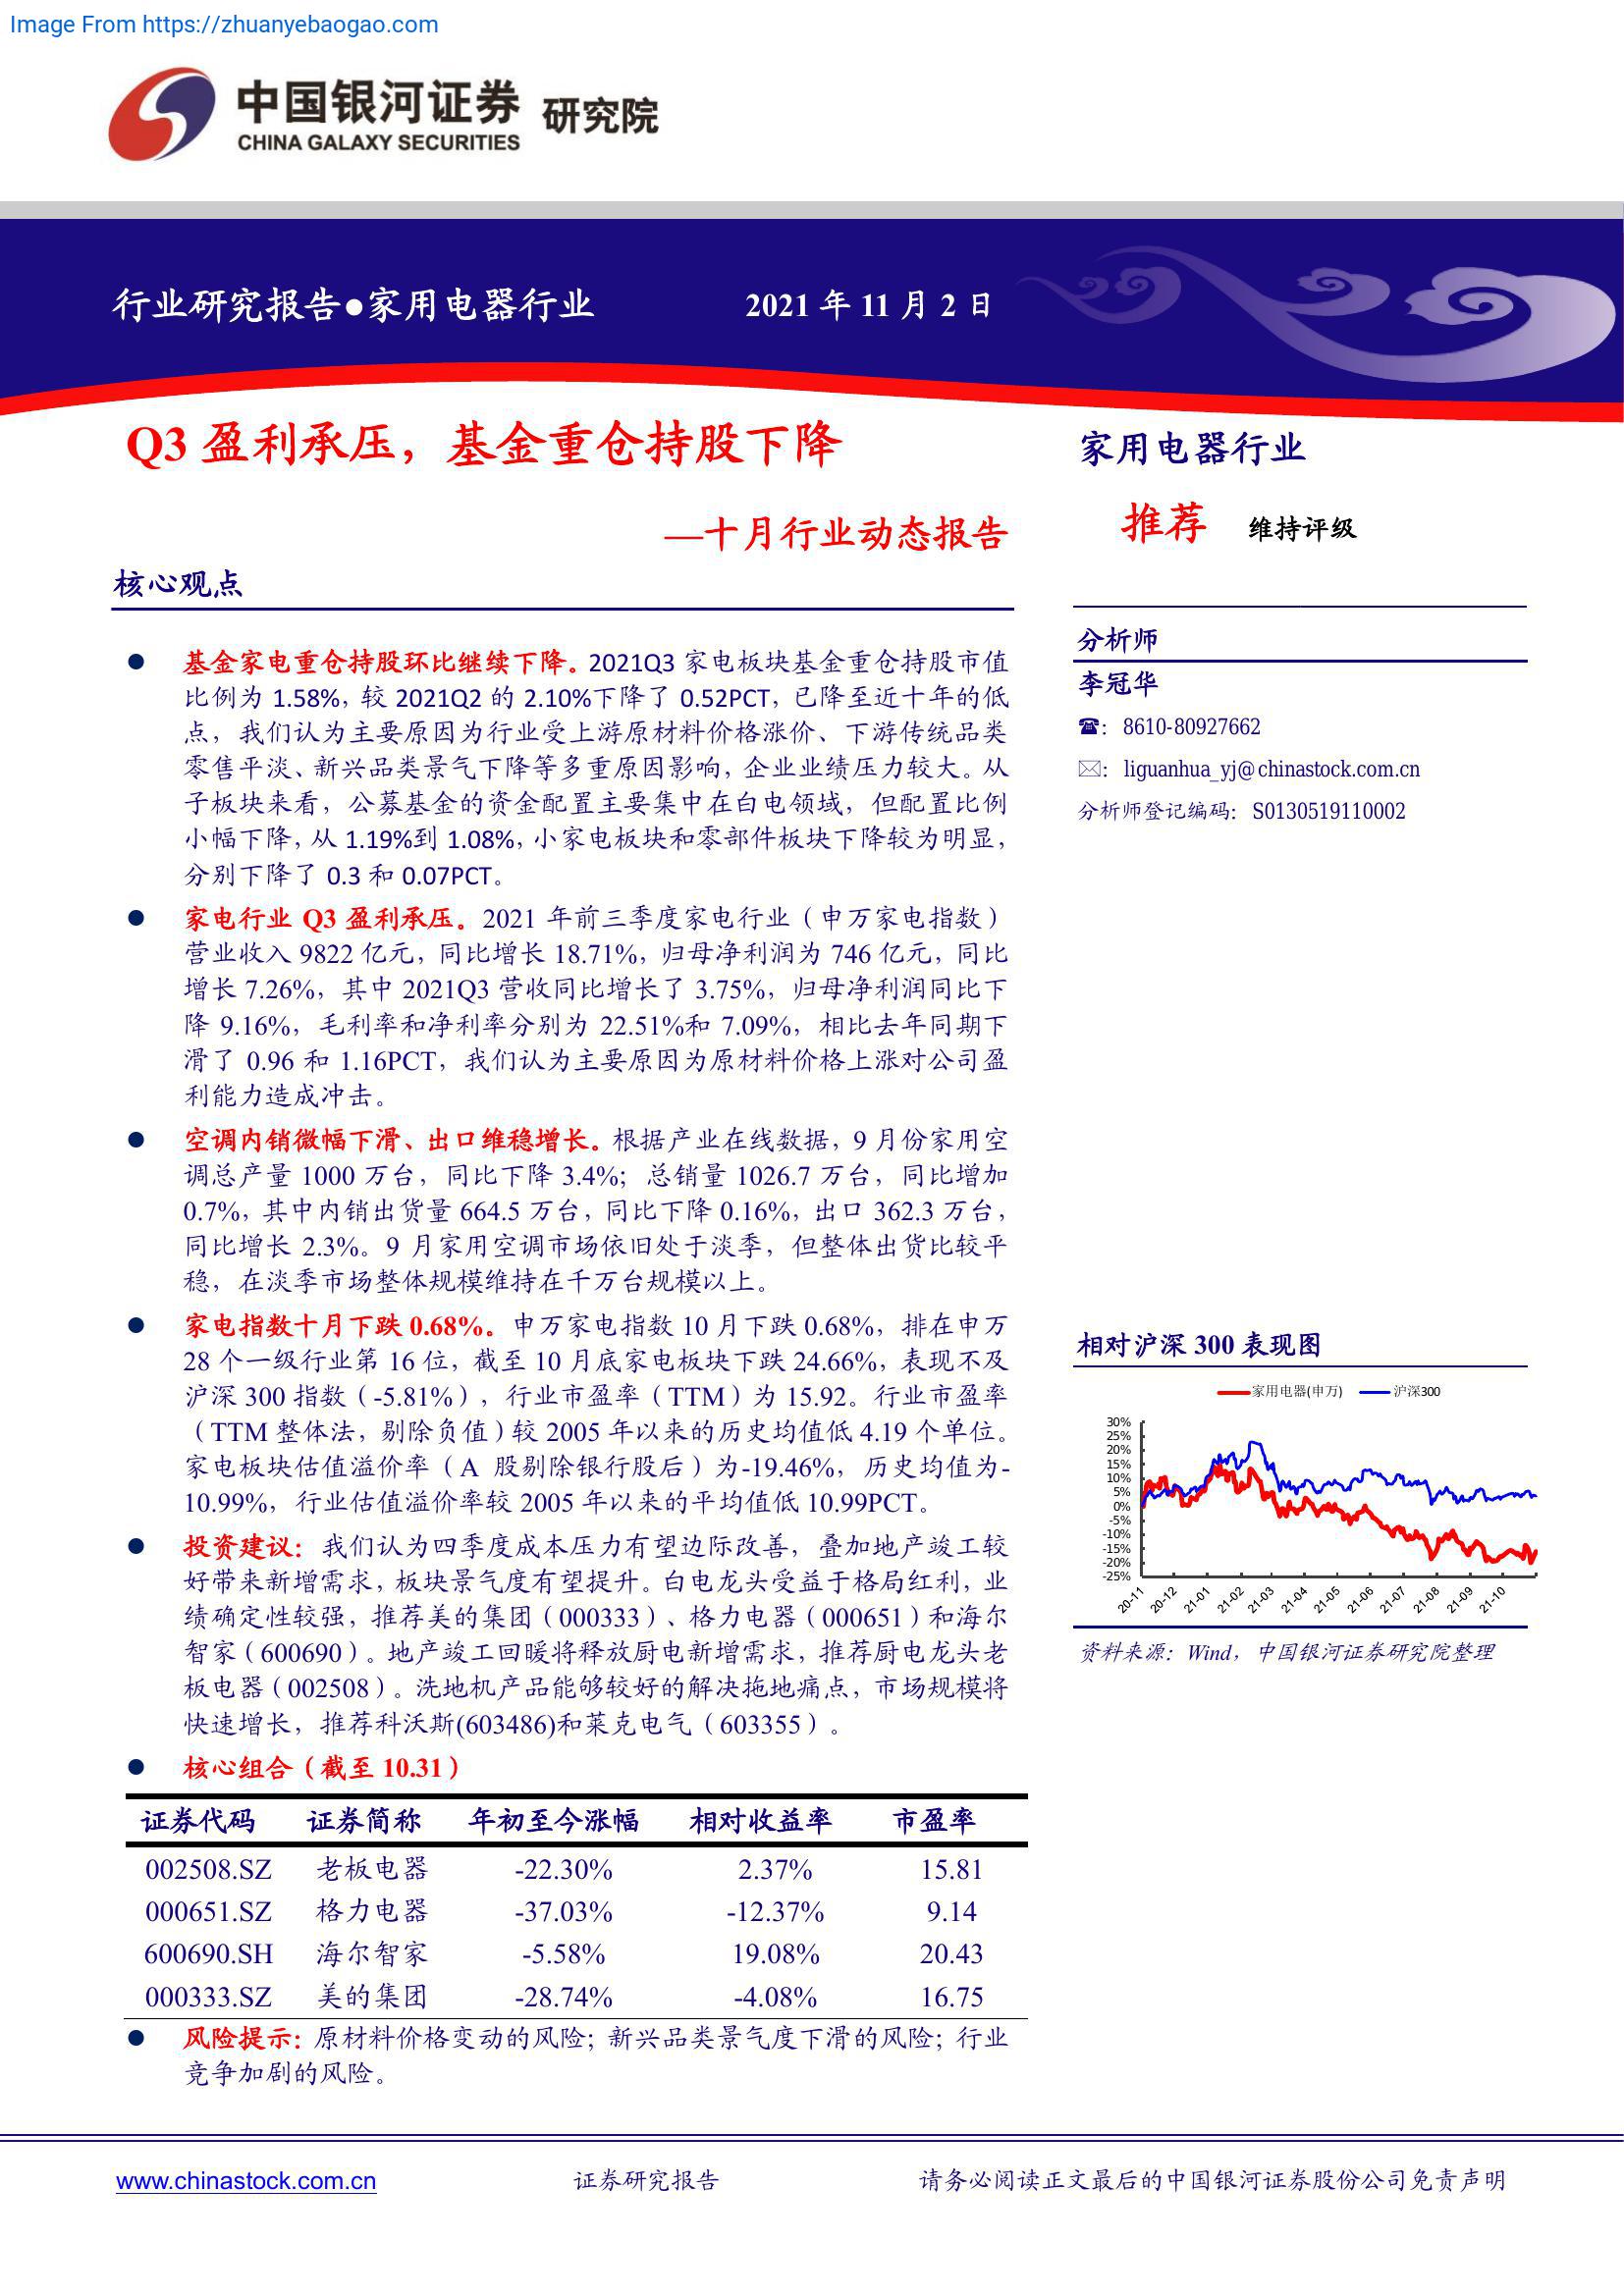 Image From https://zhuanyebaogao.com
中国银河证券 研究院
CHINA GALAXY SECURITIES
行业研究报告●家用电器行业 2021 年 11 月 2 日
Q3 盈利承压，基金重仓持股下降
—十月行业动态报告
核心观点
● 基金家电重仓持股环比继续下降。2021Q3 家电板块基金重仓持股市值
比例为 1.58%，较 2021Q2 的 2.10%下降了 0.52PCT，已降至近十年的低
点，我们认为主要原因为行业受上游原材料价格涨价、下游传统品类
零售平淡、新兴品类景气下降等多重原因影响，企业业绩压力较大。从
子板块来看，公募基金的资金配置主要集中在白电领域，但配置比例
小幅下降，从 1.19%到 1.08%，小家电板块和零部件板块下降较为明显，
分别下降了 0.3 和 0.07PCT。
● 家电行业 Q3 盈利承压。2021 年前三季度家电行业（申万家电指数）
营业收入 9822 亿元，同比增长 18.71%，归母净利润为 746 亿元，同比
增长 7.26%，其中 2021Q3 营收同比增长了 3.75%，归母净利润同比下
降 9.16%，毛利率和净利率分别为 22.51%和 7.09%，相比去年同期下
滑了 0.96 和 1.16PCT，我们认为主要原因为原材料价格上涨对公司盈
利能力造成冲击。
● 空调内销微幅下滑、出口维稳增长。根据产业在线数据，9 月份家用空
调总产量 1000 万台，同比下降 3.4%；总销量 1026.7 万台，同比增加
0.7%，其中内销出货量 664.5 万台，同比下降 0.16%，出口 362.3 万台，
同比增长 2.3%。9 月家用空调市场依旧处于淡季，但整体出货比较平
稳，在淡季市场整体规模维持在千万台规模以上。
● 家电指数十月下跌 0.68%。申万家电指数 10 月下跌 0.68%，排在申万
28 个一级行业第 16 位，截至 10 月底家电板块下跌 24.66%，表现不及
沪深 300 指数（-5.81%），行业市盈率（TTM）为 15.92。行业市盈率
（TTM 整体法，剔除负值）较 2005 年以来的历史均值低 4.19 个单位。
家电板块估值溢价率（A 股剔除银行股后）为-19.46%，历史均值为-
10.99%，行业估值溢价率较 2005 年以来的平均值低 10.99PCT。
● 投资建议：我们认为四季度成本压力有望边际改善，叠加地产竣工较
好带来新增需求，板块景气度有望提升。白电龙头受益于格局红利，业
绩确定性较强，推荐美的集团（000333）、格力电器（000651）和海尔
智家（600690）。地产竣工回暖将释放厨电新增需求，推荐厨电龙头老
板电器（002508）。洗地机产品能够较好的解决拖地痛点，市场规模将
快速增长，推荐科沃斯(603486)和莱克电气（603355）。
● 核心组合（截至 10.31）
证券代码 证券简称 年初至今涨幅 相对收益率 市盈率
002508.SZ 老板电器 -22.30% 2.37% 15.81
000651.SZ 格力电器 -37.03% -12.37% 9.14
600690.SH 海尔智家 -5.58% 19.08% 20.43
000333.SZ 美的集团 -28.74% -4.08% 16.75
● 风险提示：原材料价格变动的风险；新兴品类景气度下滑的风险；行业
竞争加剧的风险。
家用电器行业
推荐 维持评级
分析师
李冠华
☎：8610-80927662
✉：liguanhua_yj@chinastock.com.cn
分析师登记编码：S0130519110002
相对沪深 300 表现图
家用电器(申万) 沪深300
30%
25%
20%
15%
10%
5%
0%
-5%
-10%
-15%
-20%
-25%
20-11 20-12 21-01 21-02 21-03 21-04 21-05 21-06 21-07 21-08 21-09 21-10
资料来源：Wind，中国银河证券研究院整理
www.chinastock.com.cn 证券研究报告 请务必阅读正文最后的中国银河证券股份公司免责声明